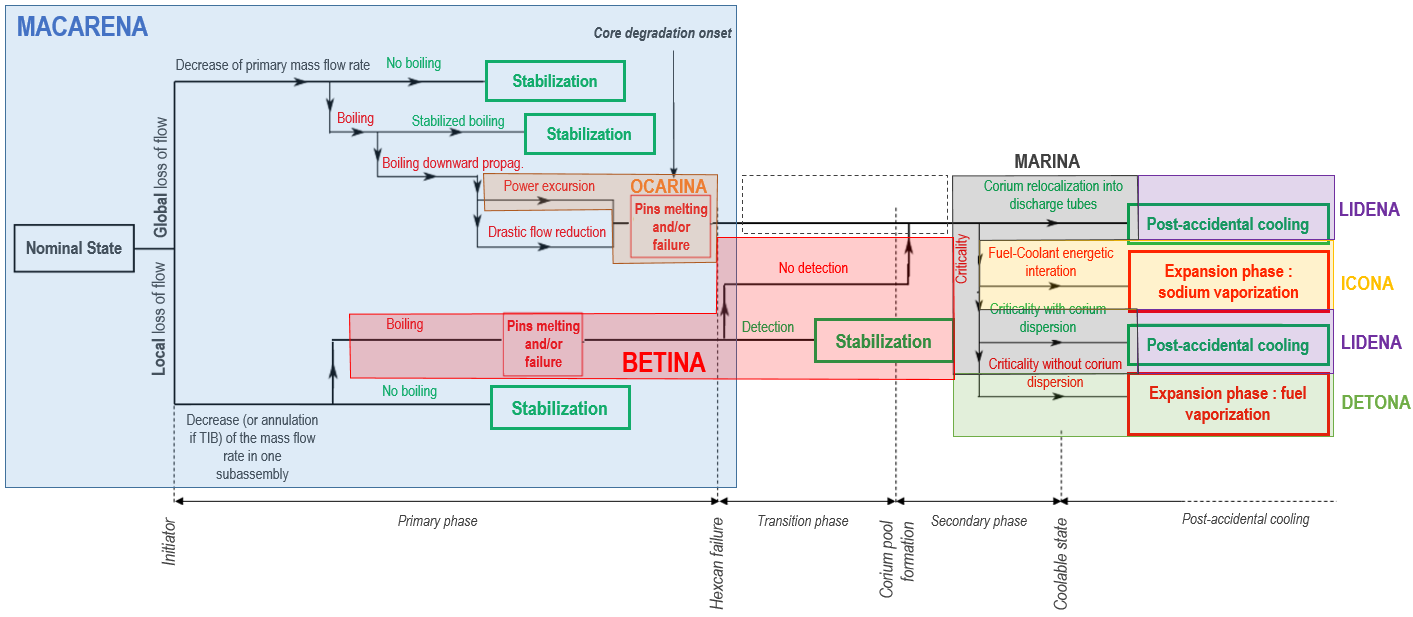 MACARENA
Core degradation onset
Decrease of primary mass flow rate
No boiling
Stabilization
Boiling
Stabilized boiling
Stabilization
Boiling downward propag.
Global loss of flow
Power excursion
OCARINA
Pins melting
and/or
failure
Drastic flow reduction
Nominal State
Local loss of flow
Boiling
Pins melting
and/or
failure
BETINA
No detection
Detection
Stabilization
No boiling
Stabilization
Decrease (or annulation
if TIB) of the mass flow
rate in one
subassembly
MARINA
Corium relocalization into
discharge tubes
Post-accidental cooling
LIDENA
Criticality
Fuel-Coolant energetic
interation
Expansion phase :
sodium vaporization
ICONA
Criticality with corium
dispersion
Post-accidental cooling
LIDENA
Criticality without corium
dispersion
Expansion phase : fuel
vaporization
DETONA
Primary phase
Transition phase
Secondary phase
Post-accidental cooling
Initiator
Hexcan failure
Corium pool
formation
Coolable state